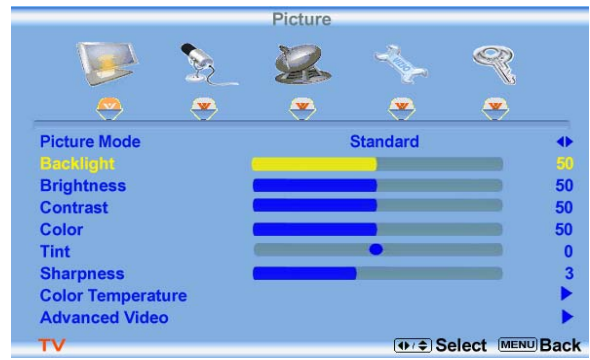 Picture
Picture Mode Standard
Backlight 50
Brightness 50
Contrast 50
Color 50
Tint 0
Sharpness 3
Color Temperature
Advanced Video
TV Select MENU Back